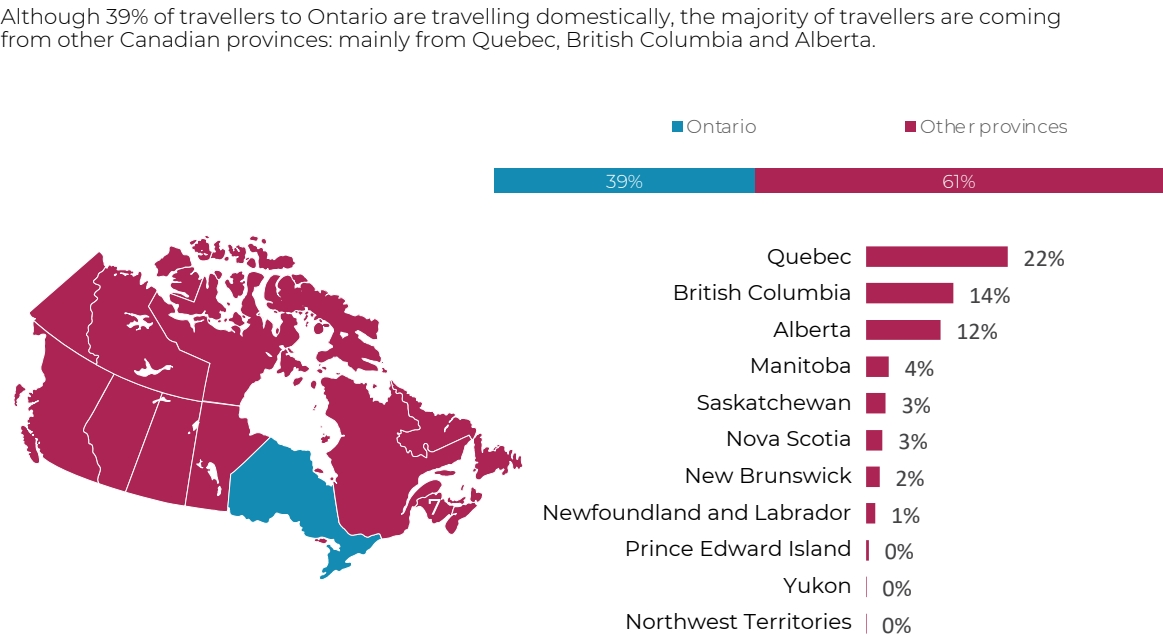 Although 39% of travellers to Ontario are travelling domestically, the majority of travellers are coming
from other Canadian provinces: mainly from Quebec, British Columbia and Alberta.
Ontario Other provinces
39% 61%
Quebec 22%
British Columbia 14%
Alberta 12%
Manitoba 4%
Saskatchewan 3%
Nova Scotia 3%
New Brunswick 2%
Newfoundland and Labrador 1%
Prince Edward Island 0%
Yukon 0%
Northwest Territories 0%